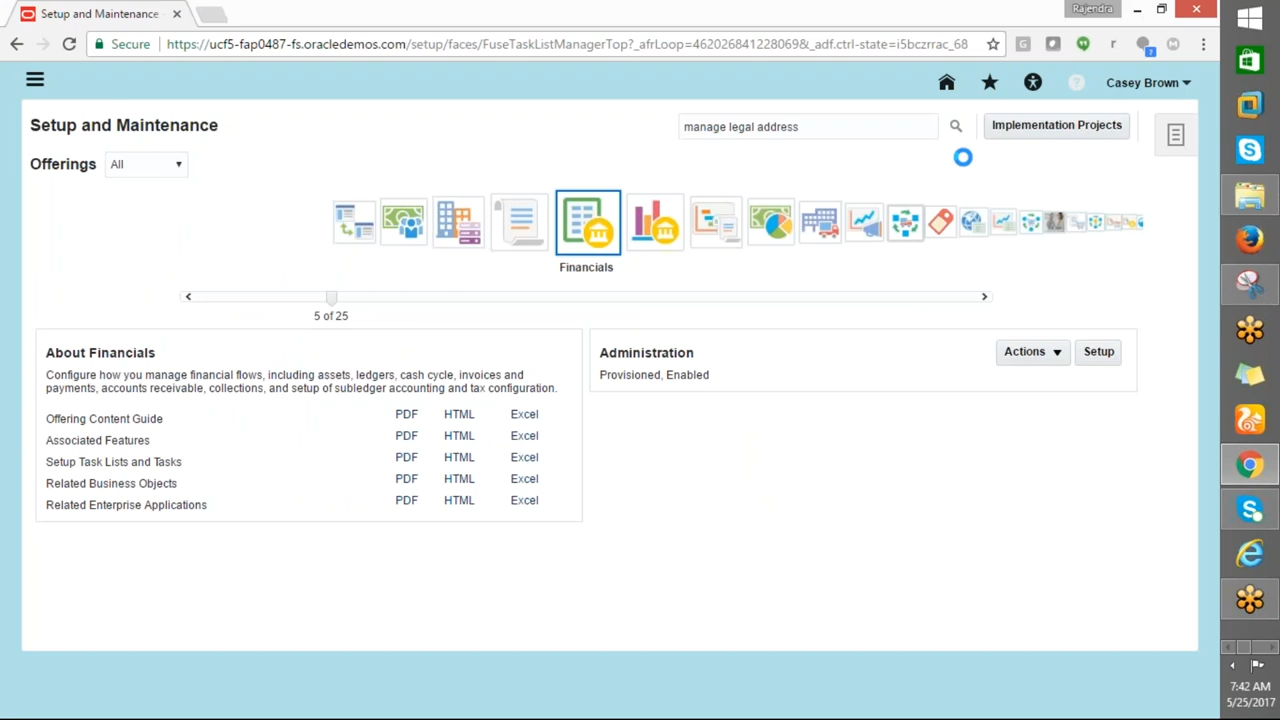 Setup and Maintenance
Rajendra
Secure
https://ucf5-fap0487-fs.oracledemos.com/setup/faces/FuseTaskListManagerTop?_afrLoop=4620268412280698&_adf.ctrl-state=i5bczrrac_68
Casey Brown
Setup and Maintenance
manage legal address
Implementation Projects
Offerings All
Financials
5 of 25
About Financials
Configure how you manage financial flows, including assets, ledgers, cash cycle, invoices and
payments, accounts receivable, collections, and setup of subledger accounting and tax configuration.
Offering Content Guide PDF HTML Excel
Associated Features PDF HTML Excel
Setup Task Lists and Tasks PDF HTML Excel
Related Business Objects PDF HTML Excel
Related Enterprise Applications PDF HTML Excel
Administration
Actions Setup
Provisioned, Enabled
7:42 AM
5/25/2017